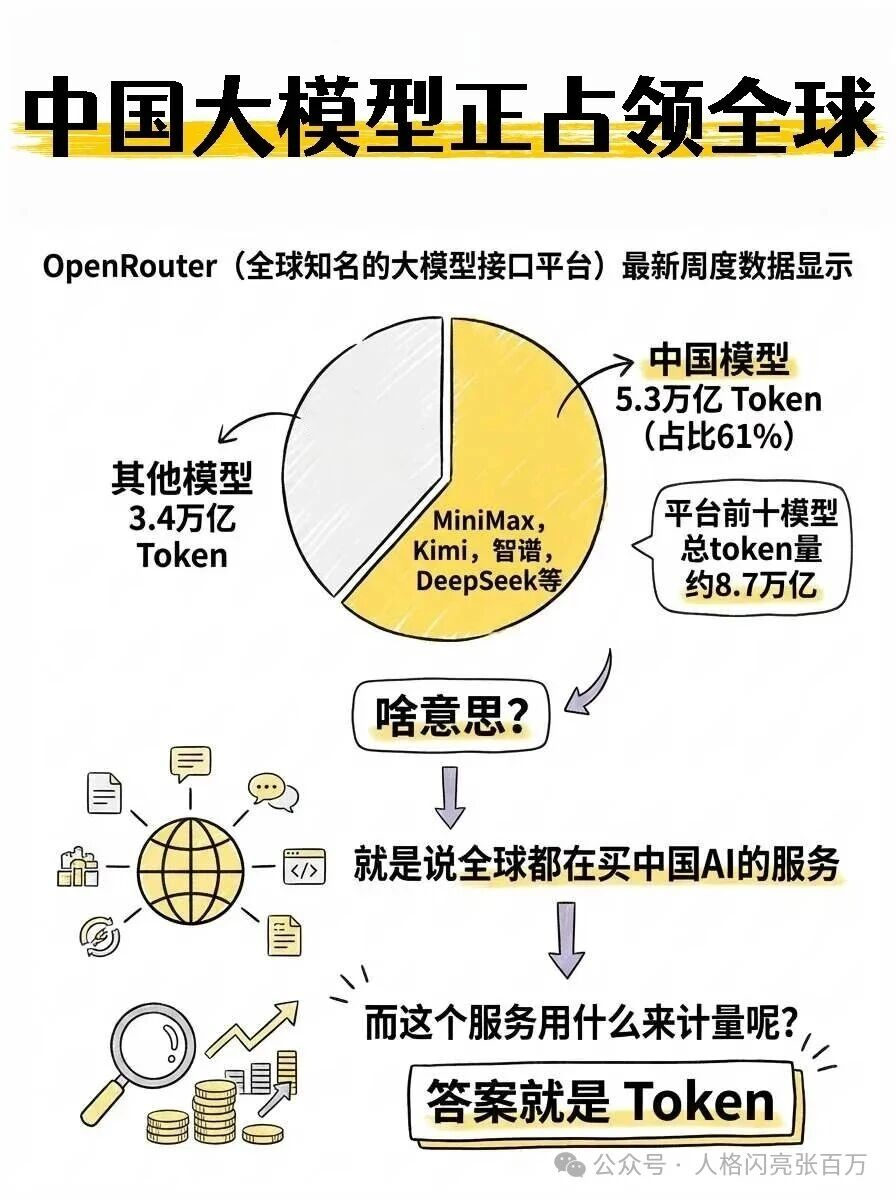 中国大模型正占领全球
OpenRouter（全球知名的大模型接口平台）最新周度数据显示
中国模型
5.3万亿 Token
（占比61%）
其他模型
3.4万亿
Token
MiniMax，
Kimi，智谱，
DeepSeek等
平台前十模型
总token量
约8.7万亿
啥意思？
</>
就是说全球都在买中国AI的服务
而这个服务用什么来计量呢？
答案就是 Token
公众号 · 人格闪亮张百万